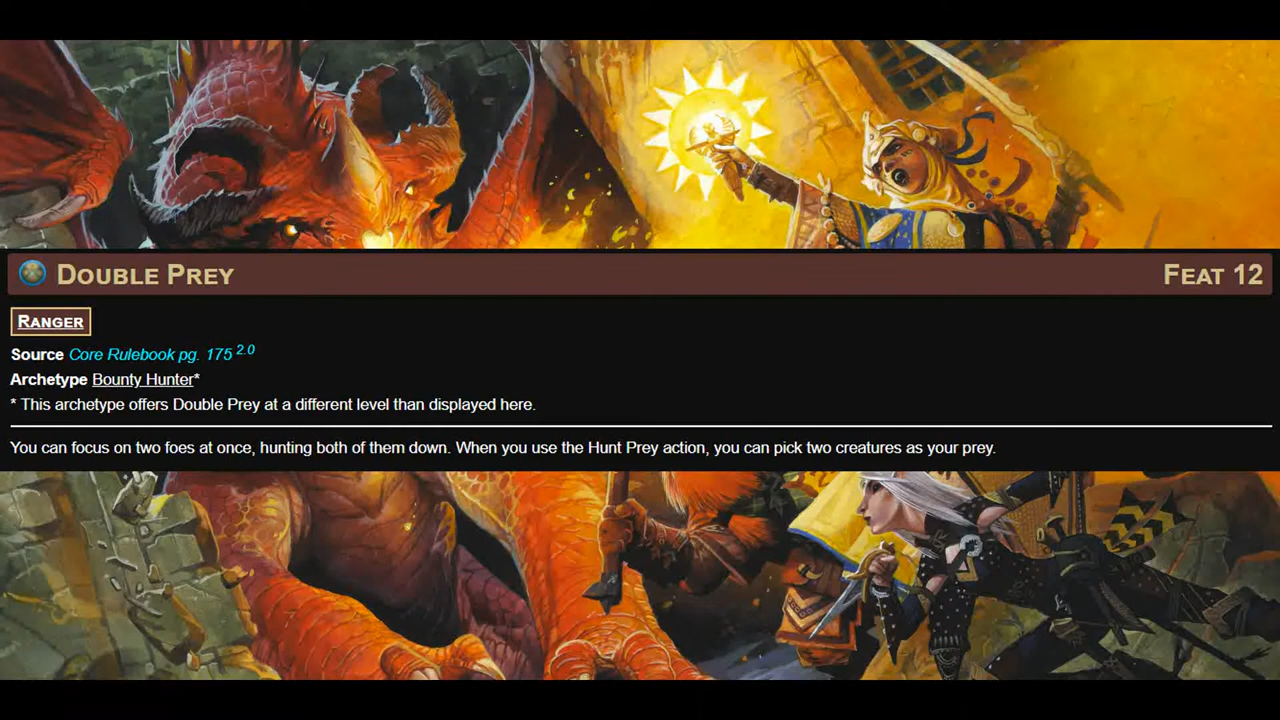 Double Prey
Feat 12
Ranger
Source Core Rulebook pg. 175 2.0
Archetype Bounty Hunter*
* This archetype offers Double Prey at a different level than displayed here.
You can focus on two foes at once, hunting both of them down. When you use the Hunt Prey action, you can pick two creatures as your prey.